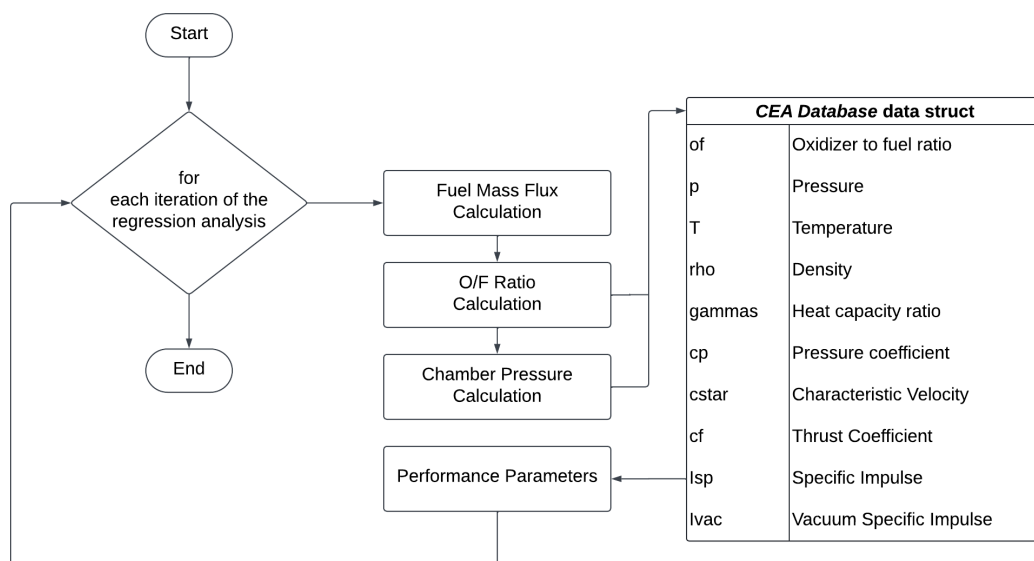 Start
for
each iteration of the
regression analysis
End
Fuel Mass Flux
Calculation
O/F Ratio
Calculation
Chamber Pressure
Calculation
Performance Parameters
CEA Database data struct
of Oxidizer to fuel ratio
p Pressure
T Temperature
rho Density
gammas Heat capacity ratio
cp Pressure coefficient
cstar Characteristic Velocity
cf Thrust Coefficient
Isp Specific Impulse
Ivac Vacuum Specific Impulse